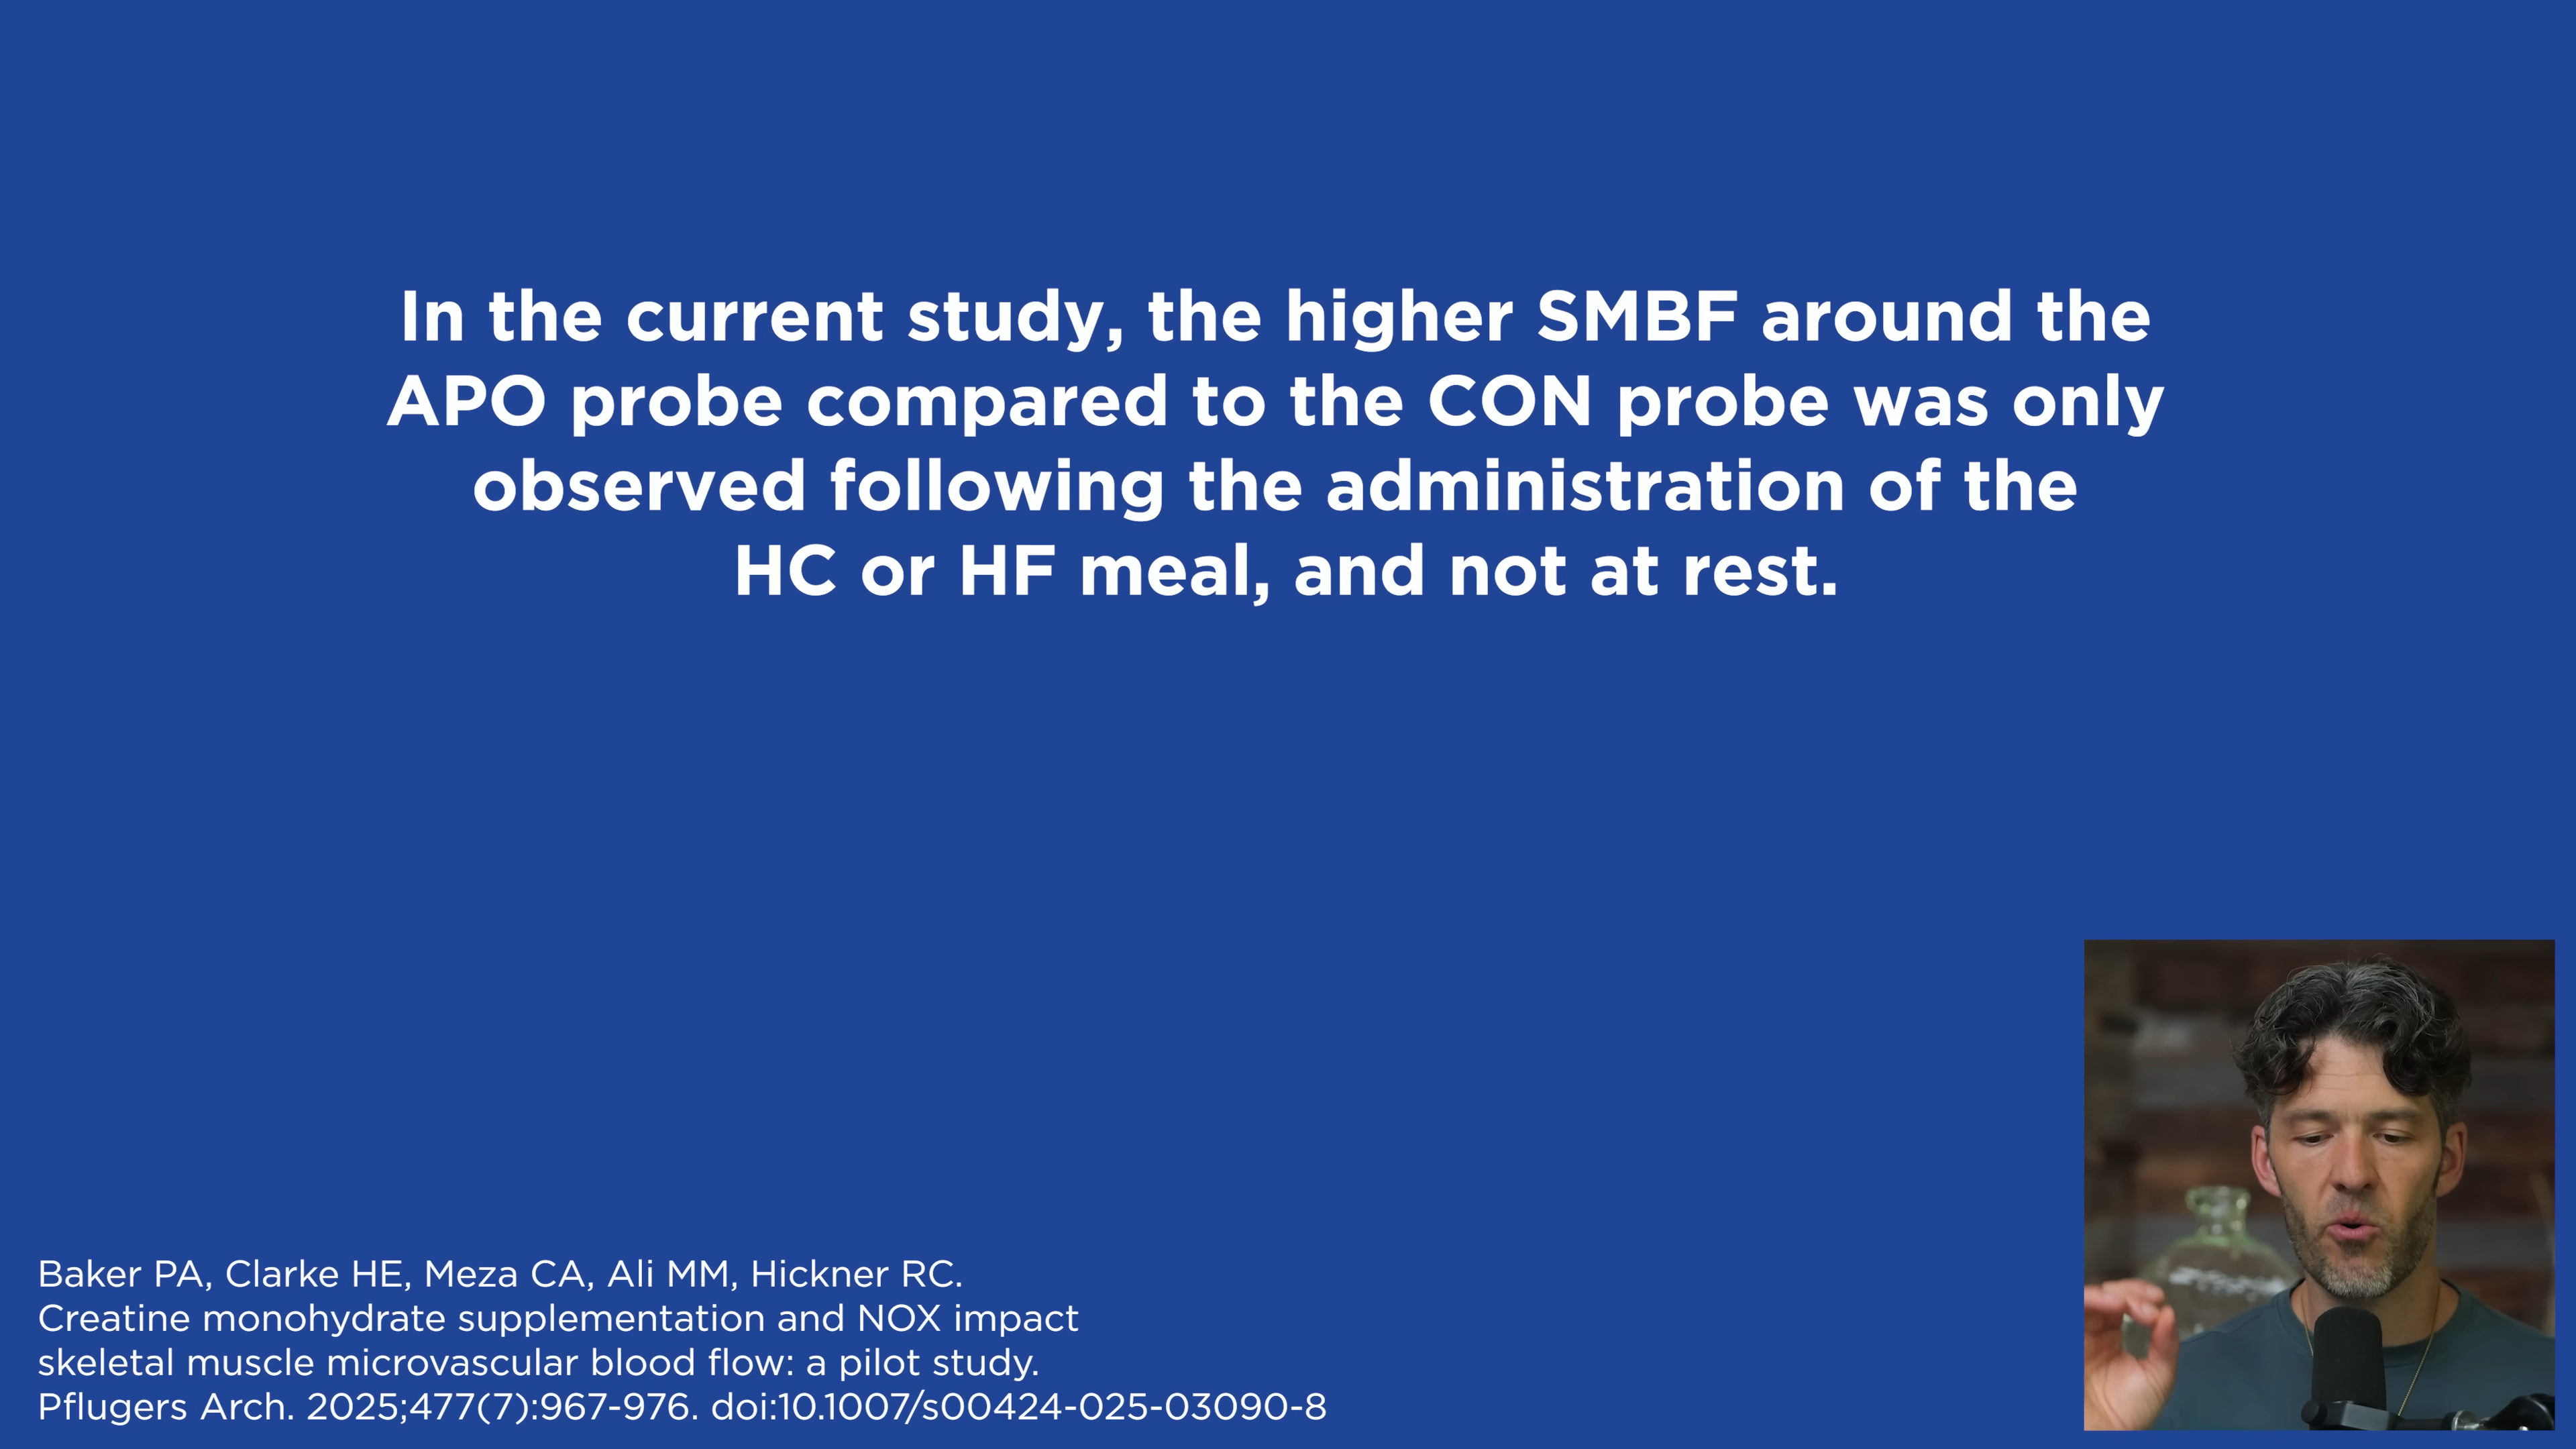 In the current study, the higher SMBF around the
APO probe compared to the CON probe was only
observed following the administration of the
HC or HF meal, and not at rest.
Baker PA, Clarke HE, Meza CA, Ali MM, Hickner RC.
Creatine monohydrate supplementation and NOX impact
skeletal muscle microvascular blood flow: a pilot study.
Pflugers Arch. 2025;477(7):967-976. doi:10.1007/s00424-025-03090-8